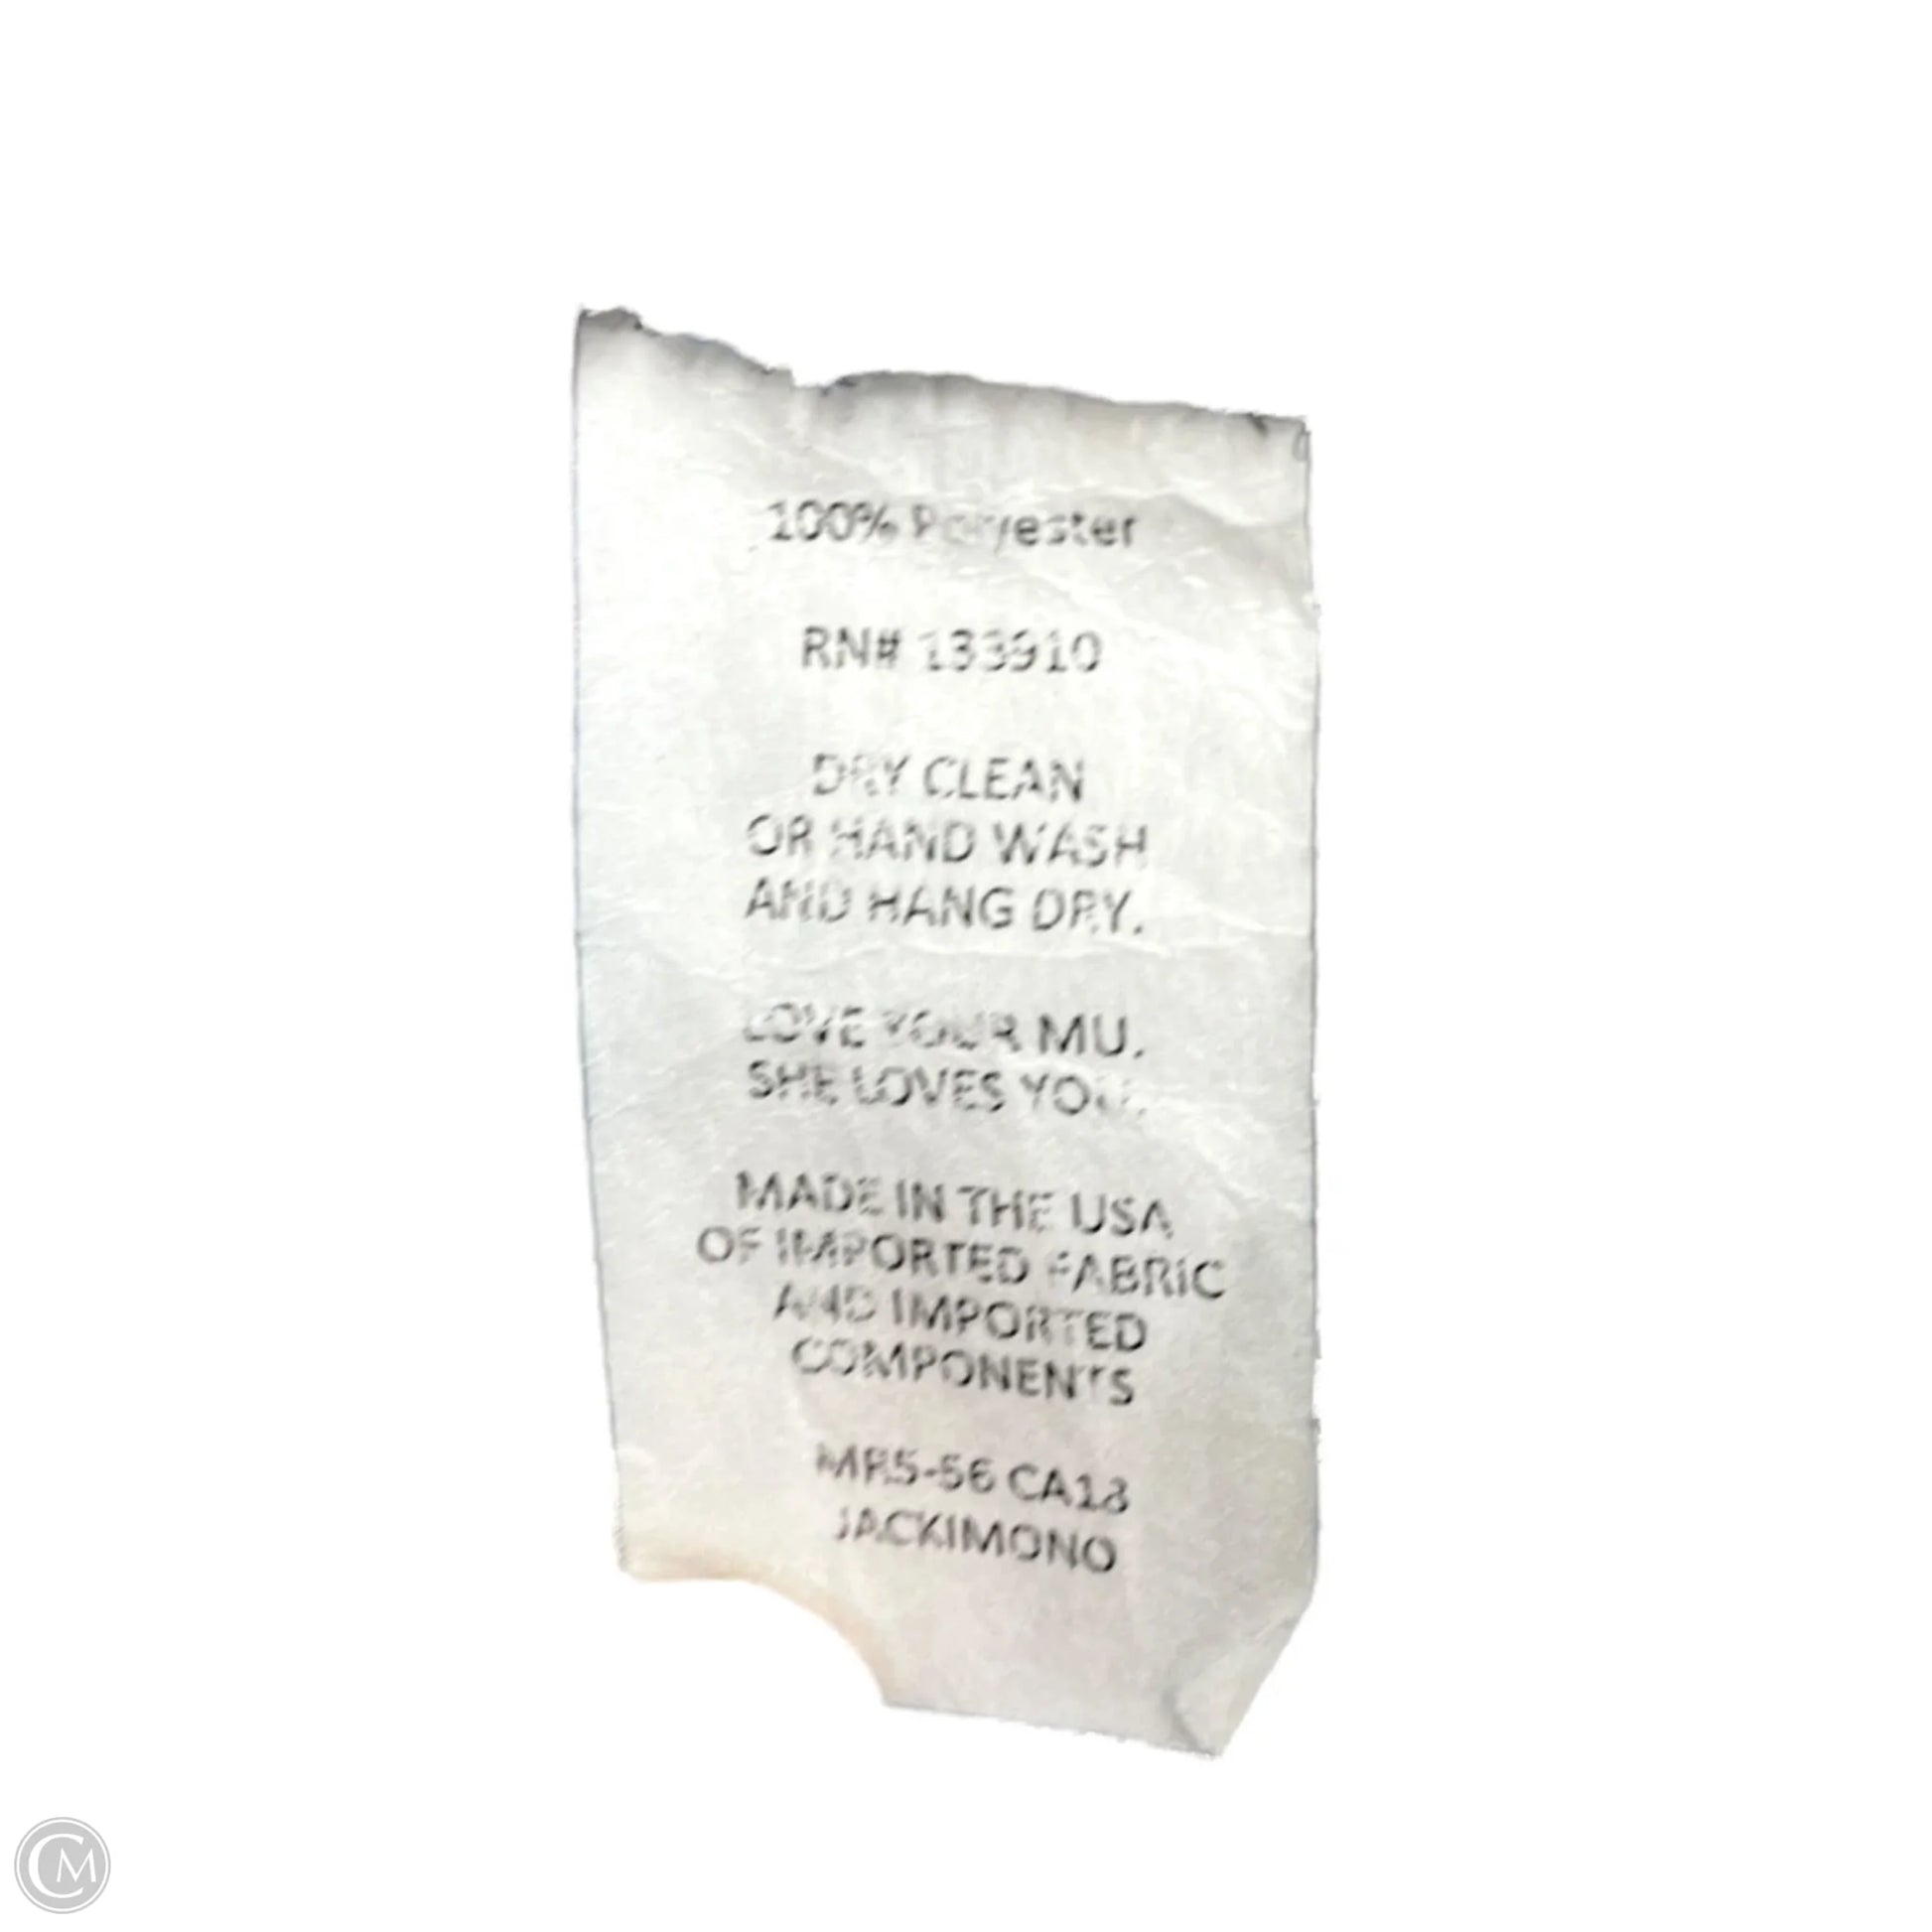 100% Polyester
RN# 133910
DRY CLEAN
OR HAND WASH
AND HANG DRY.
LOVE YOUR MU.
SHE LOVES YOU.
MADE IN THE USA
OF IMPORTED FABRIC
AND IMPORTED
COMPONENTS
MR5-56 CA18
JACKIMONO
CM